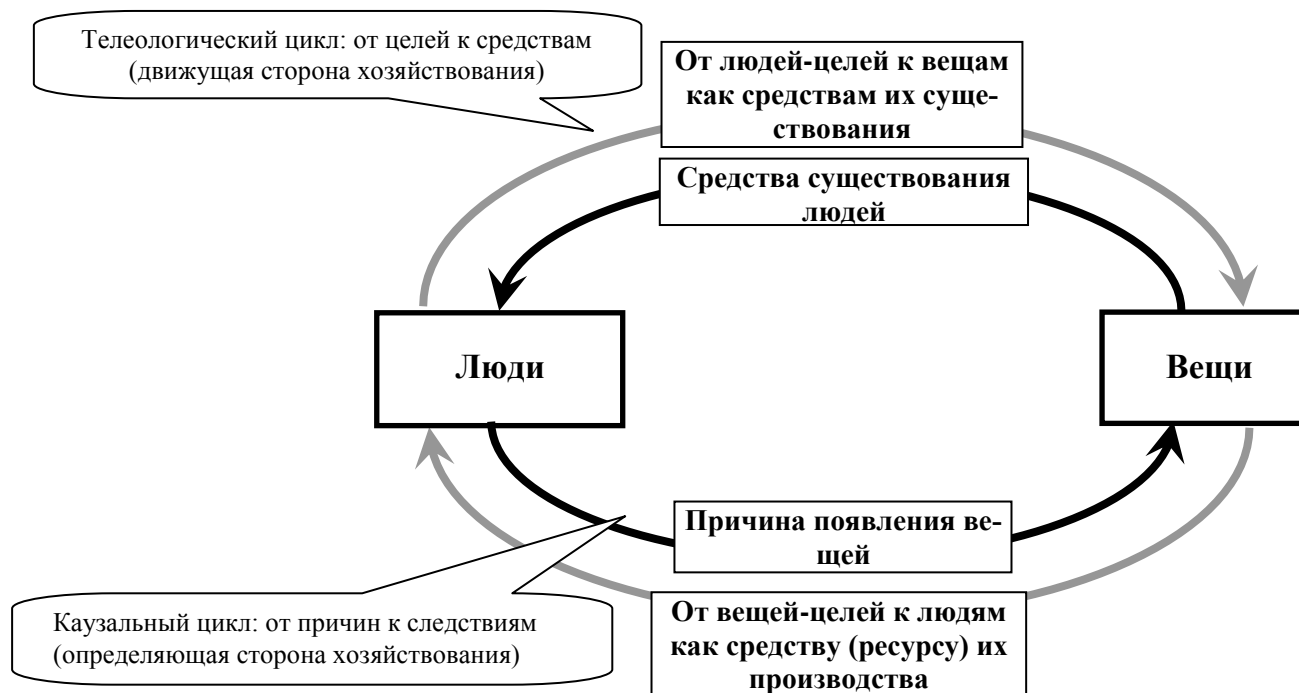 Телеологический цикл: от целей к средствам
(движущая сторона хозяйствования)
От людей-целей к вещам
как средствам их суще-
ствования
Средства существования
людей
Люди
Вещи
Причина появления ве-
щей
Каузальный цикл: от причин к следствиям
(определяющая сторона хозяйствования)
От вещей-целей к людям
как средству (ресурсу) их
производства